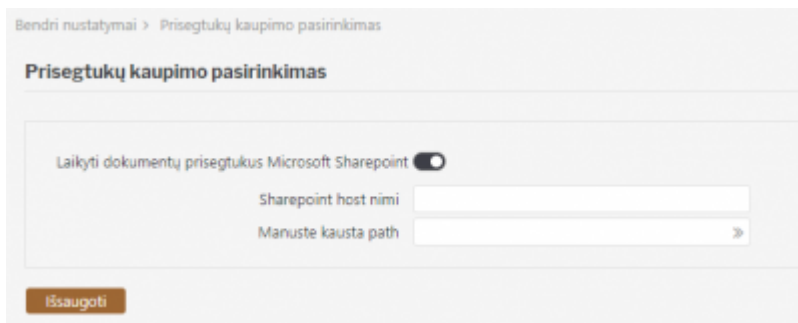 Bendri nustatymai > Prisegtukų kaupimo pasirinkimas
Prisegtukų kaupimo pasirinkimas
Laikyti dokumentų prisegtukus Microsoft Sharepoint
Sharepoint host nimi
Manuste kausta path
Išsaugoti